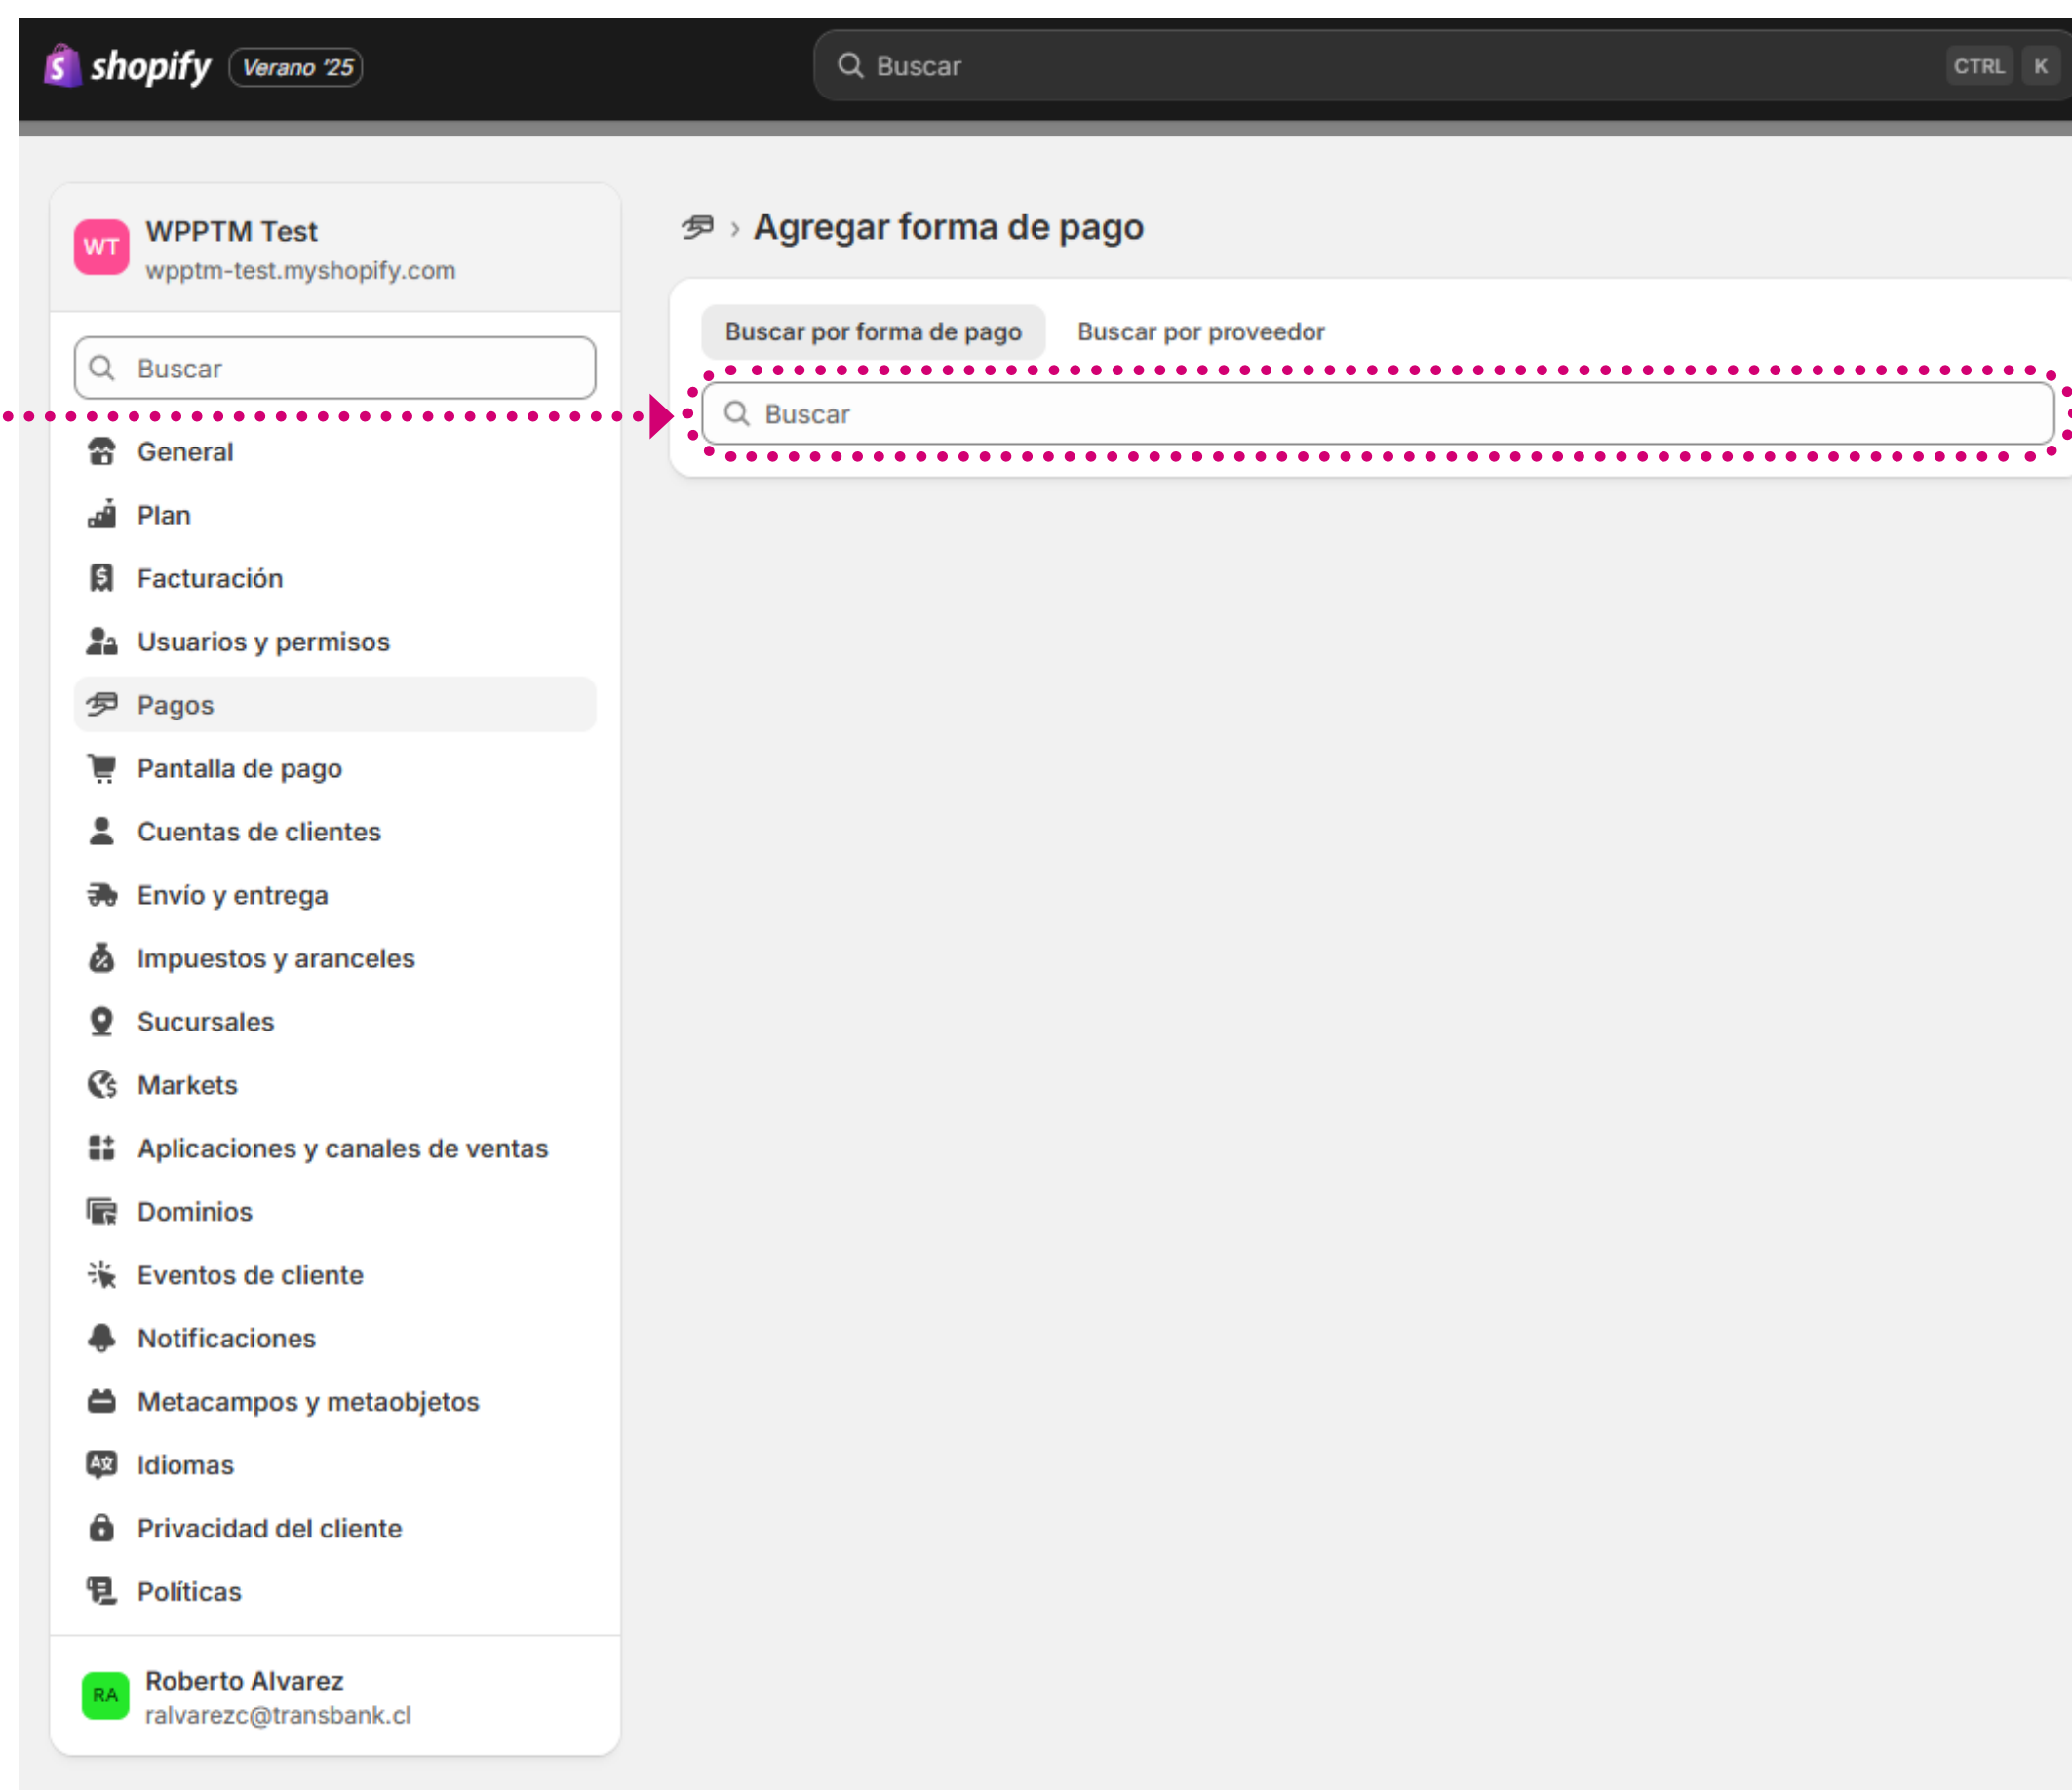 shopify Verano '25
Buscar
CTRL K
WT
WPPTM Test
wpptm-test.myshopify.com
Buscar
General
Plan
Facturación
Usuarios y permisos
Pagos
Pantalla de pago
Cuentas de clientes
Envío y entrega
Impuestos y aranceles
Sucursales
Markets
Aplicaciones y canales de ventas
Dominios
Eventos de cliente
Notificaciones
Metacampos y metaobjetos
Idiomas
Privacidad del cliente
Políticas
RA
Roberto Alvarez
ralvarezc@transbank.cl
› Agregar forma de pago
Buscar por forma de pago
Buscar por proveedor
Buscar